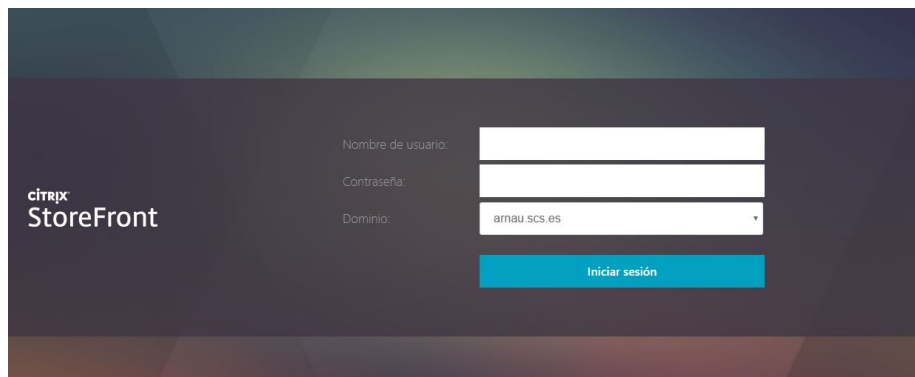 citrix
StoreFront
Nombre de usuario:
Contraseña:
Dominio:
arnau.scs.es
Iniciar sesión